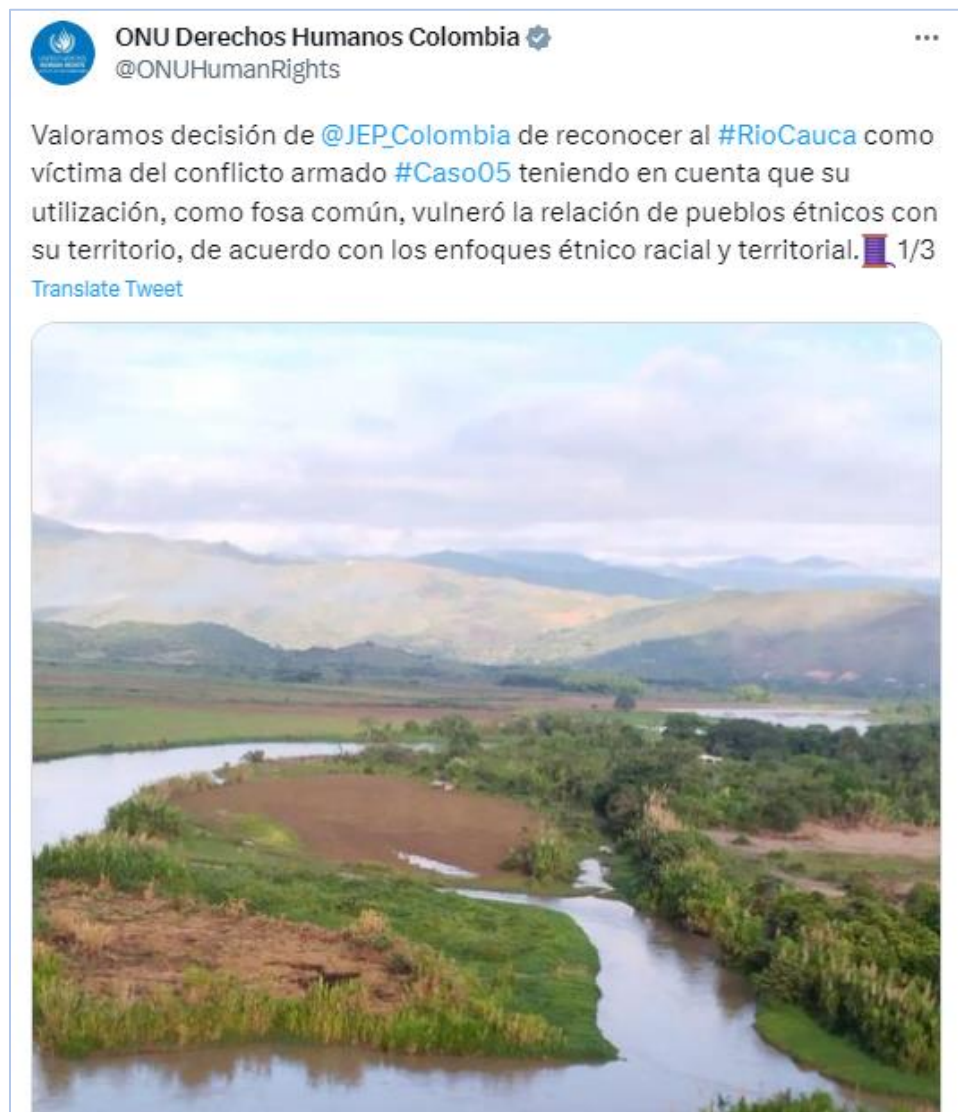 ONU Derechos Humanos Colombia
@ONUHumanRights
Valoramos decisión de @JEP_Colombia de reconocer al #RioCauca como
víctima del conflicto armado #Caso05 teniendo en cuenta que su
utilización, como fosa común, vulneró la relación de pueblos étnicos con
su territorio, de acuerdo con los enfoques étnico racial y territorial.🧵 1/3
Translate Tweet